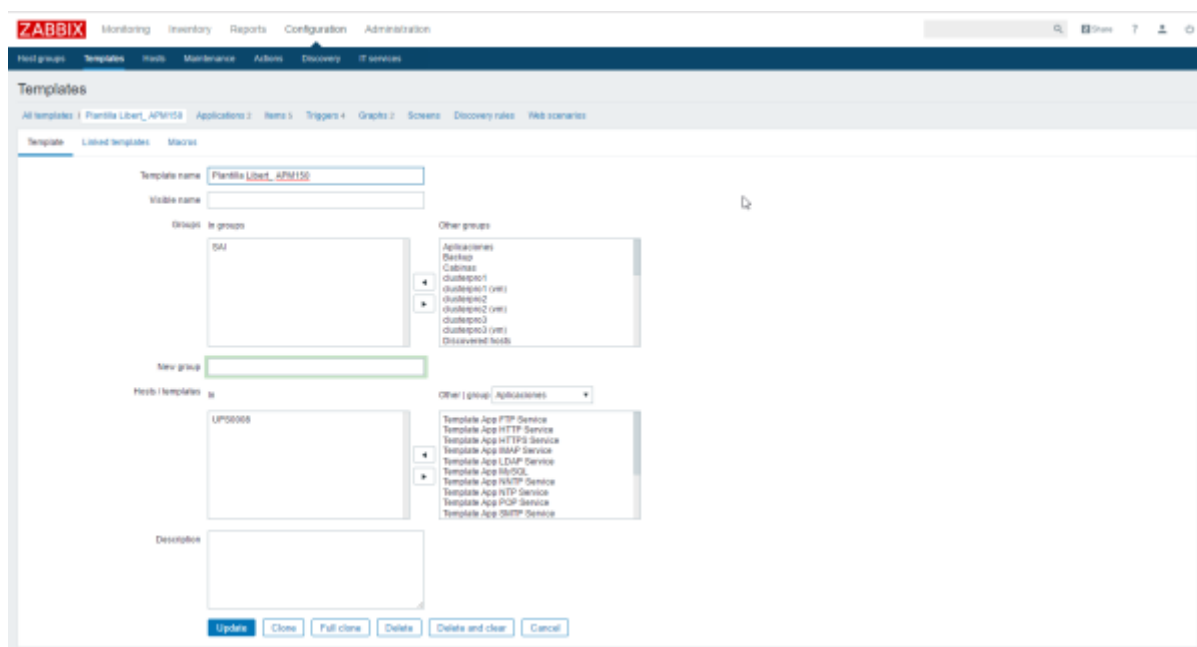 ZABBIX Monitoring Inventory Reports Configuration Administration Share ?
Host groups Templates Hosts Maintenance Actions Discovery IT services
Templates
All templates / Plantilla Libert_ APM150 Applications 2 Items 5 Triggers 4 Graphs 2 Screens Discovery rules Web scenarios
Template Linked templates Macros
Template name Plantilla Libert_ APM150
Visible name
Groups In groups Other groups
SAI
Aplicaciones
Backup
Cabinas
clusterpro1
clusterpro1 (vm)
clusterpro2
clusterpro2 (vm)
clusterpro3
clusterpro3 (vm)
Discovered hosts
New group
Hosts / templates In Other | group Aplicaciones
UPS0008
Template App FTP Service
Template App HTTP Service
Template App HTTPS Service
Template App IMAP Service
Template App LDAP Service
Template App MySQL
Template App NNTP Service
Template App NTP Service
Template App POP Service
Template App SMTP Service
Description
Update Clone Full clone Delete Delete and clear Cancel